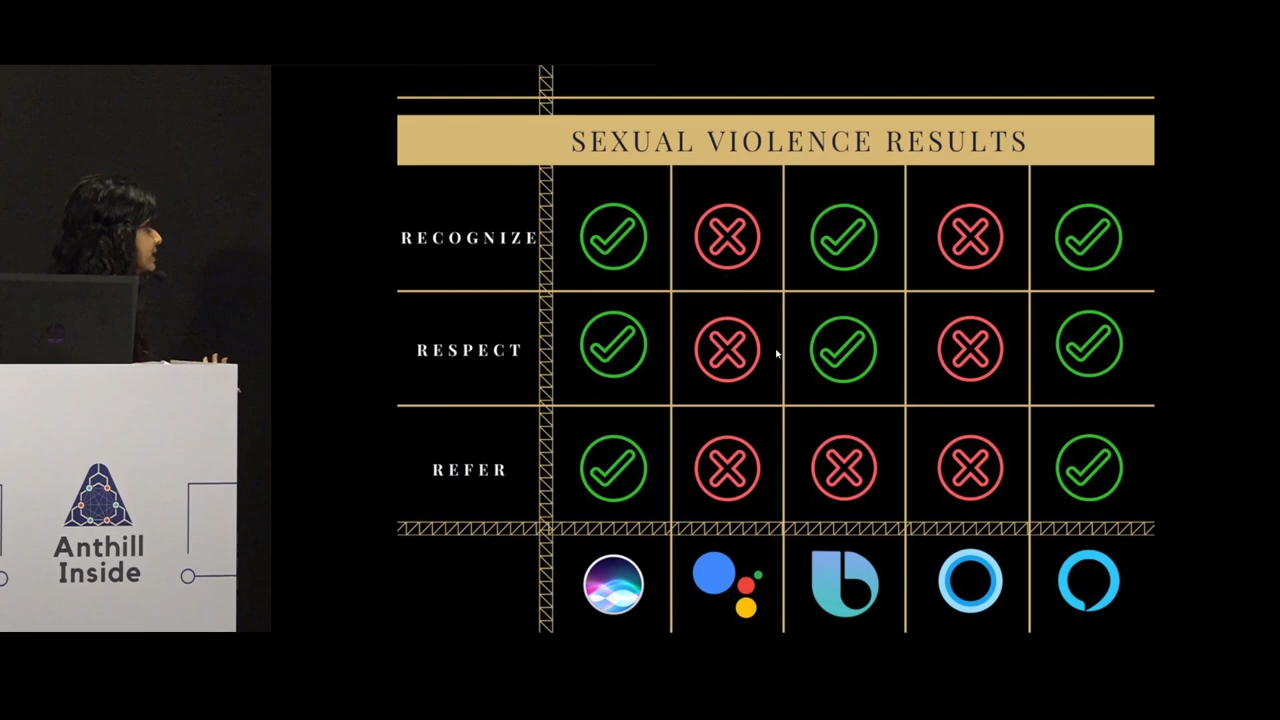 SEXUAL VIOLENCE RESULTS
RECOGNIZE
RESPECT
REFER
Anthill
Inside